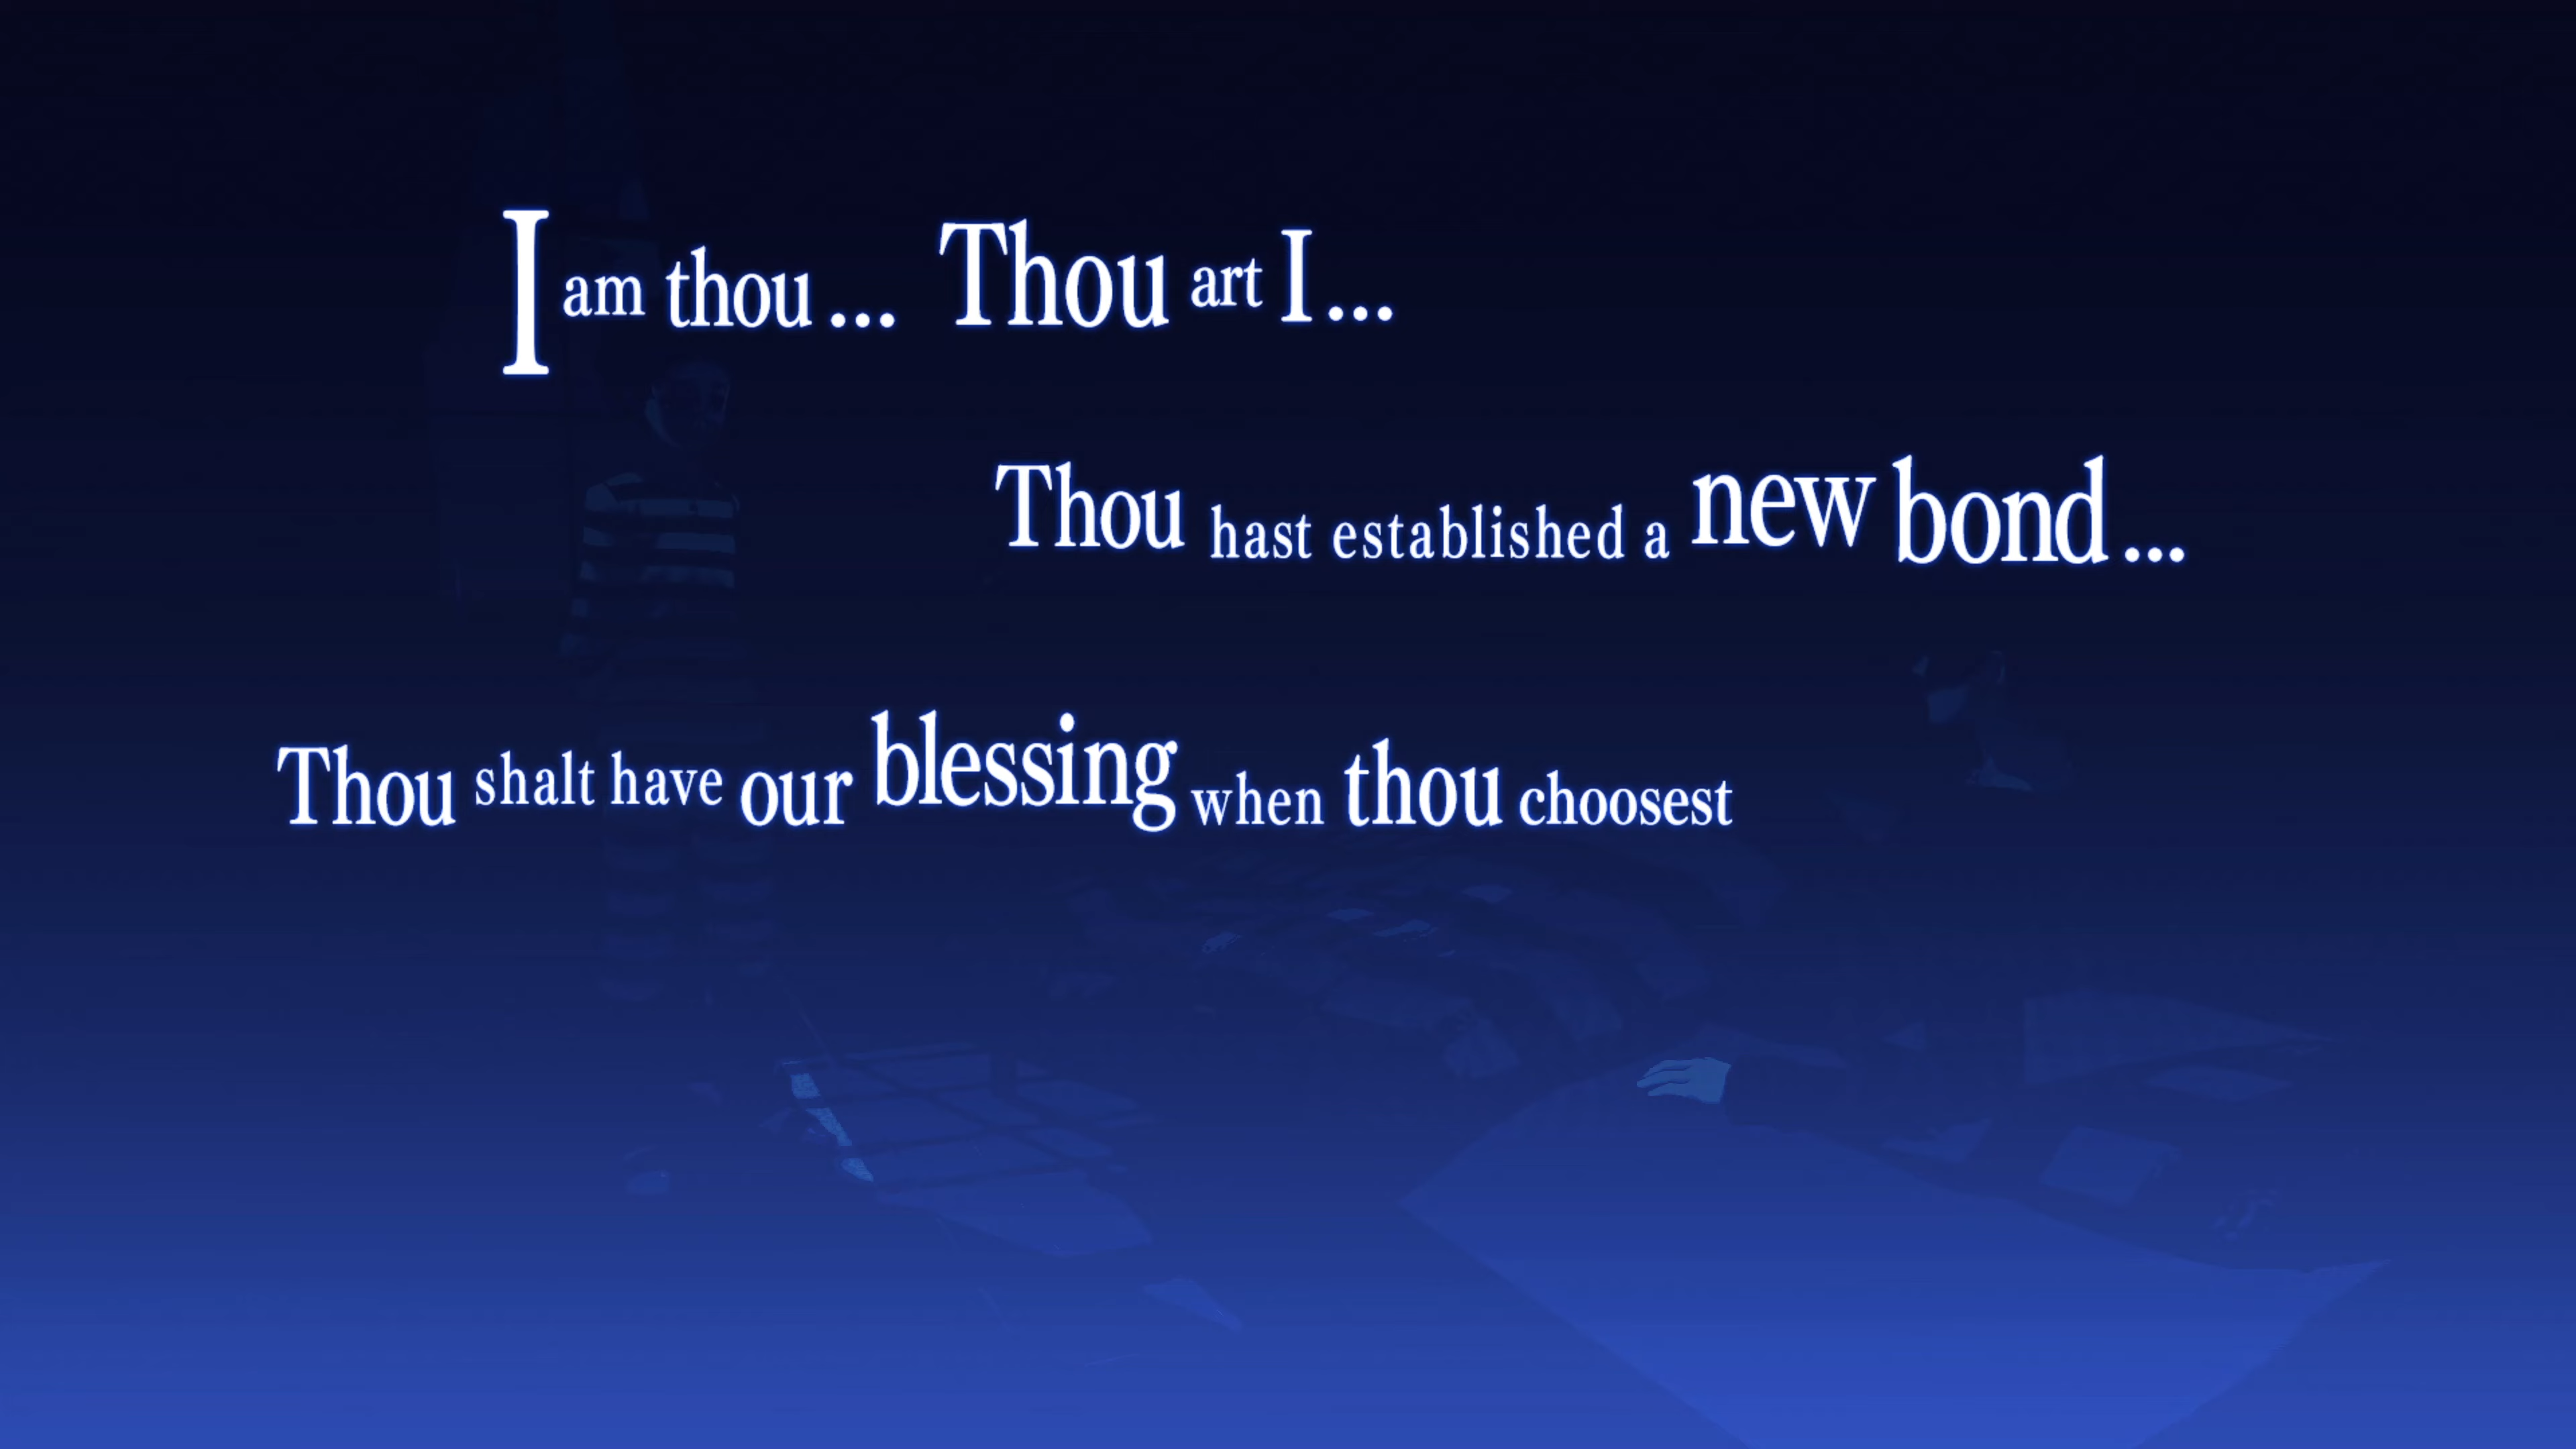 I am thou... Thou art I...
Thou hast established a new bond...
Thou shalt have our blessing when thou choosest